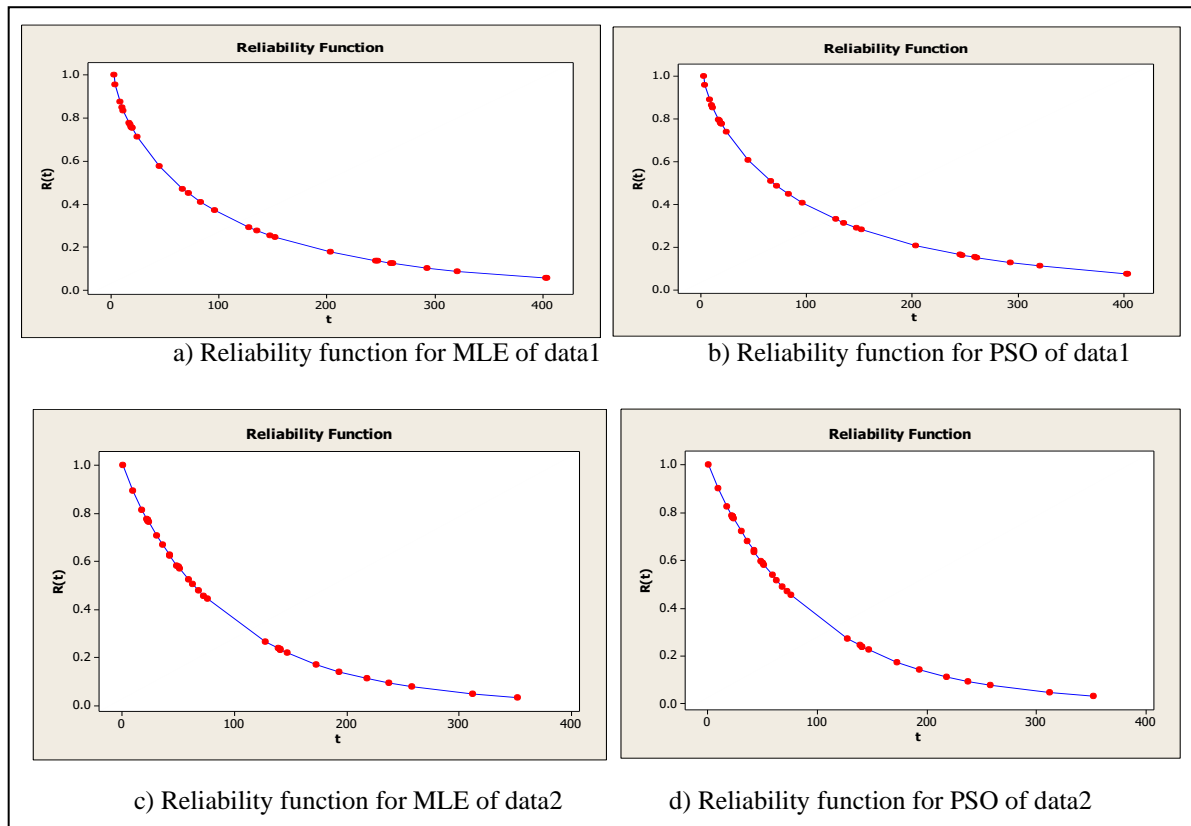 Reliability Function
1.0
0.8
0.6
0.4
0.2
0.0
R(t)
0 100 200 300 400
t
a) Reliability function for MLE of data1
Reliability Function
1.0
0.8
0.6
0.4
0.2
0.0
R(t)
0 100 200 300 400
t
b) Reliability function for PSO of data1
Reliability Function
1.0
0.8
0.6
0.4
0.2
0.0
R(t)
0 100 200 300 400
t
c) Reliability function for MLE of data2
Reliability Function
1.0
0.8
0.6
0.4
0.2
0.0
R(t)
0 100 200 300 400
t
d) Reliability function for PSO of data2